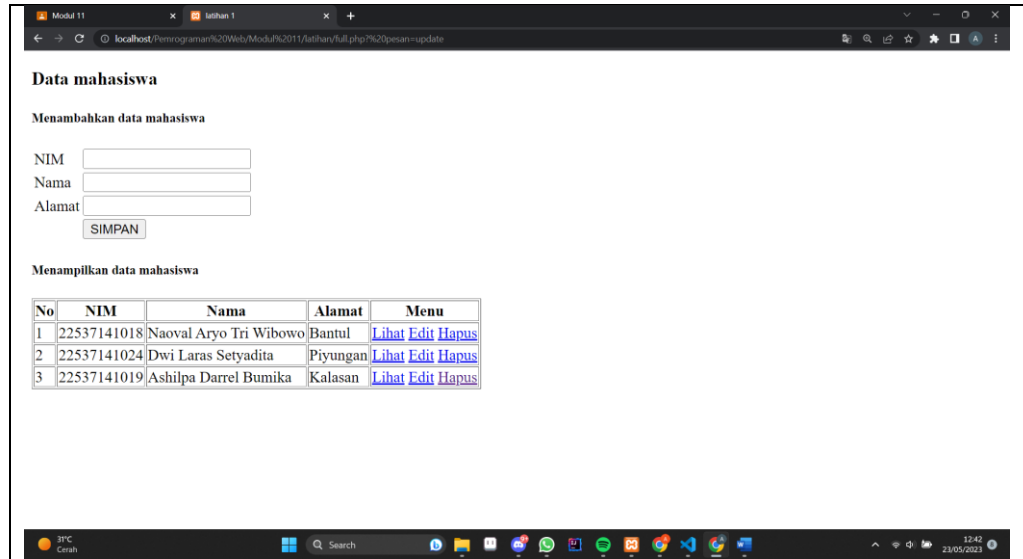 Modul 11
latihan 1
localhost/Pemrograman%20Web/Modul%2011/latihan/full.php?%20pesan=update
Data mahasiswa
Menambahkan data mahasiswa
NIM
Nama
Alamat
SIMPAN
Menampilkan data mahasiswa
No NIM Nama Alamat Menu
1 22537141018 Naoval Aryo Tri Wibowo Bantul Lihat Edit Hapus
2 22537141024 Dwi Laras Setyadita Piyungan Lihat Edit Hapus
3 22537141019 Ashilpa Darrel Bumika Kalasan Lihat Edit Hapus
31°C
Cerah
Search
12:42
23/05/2023